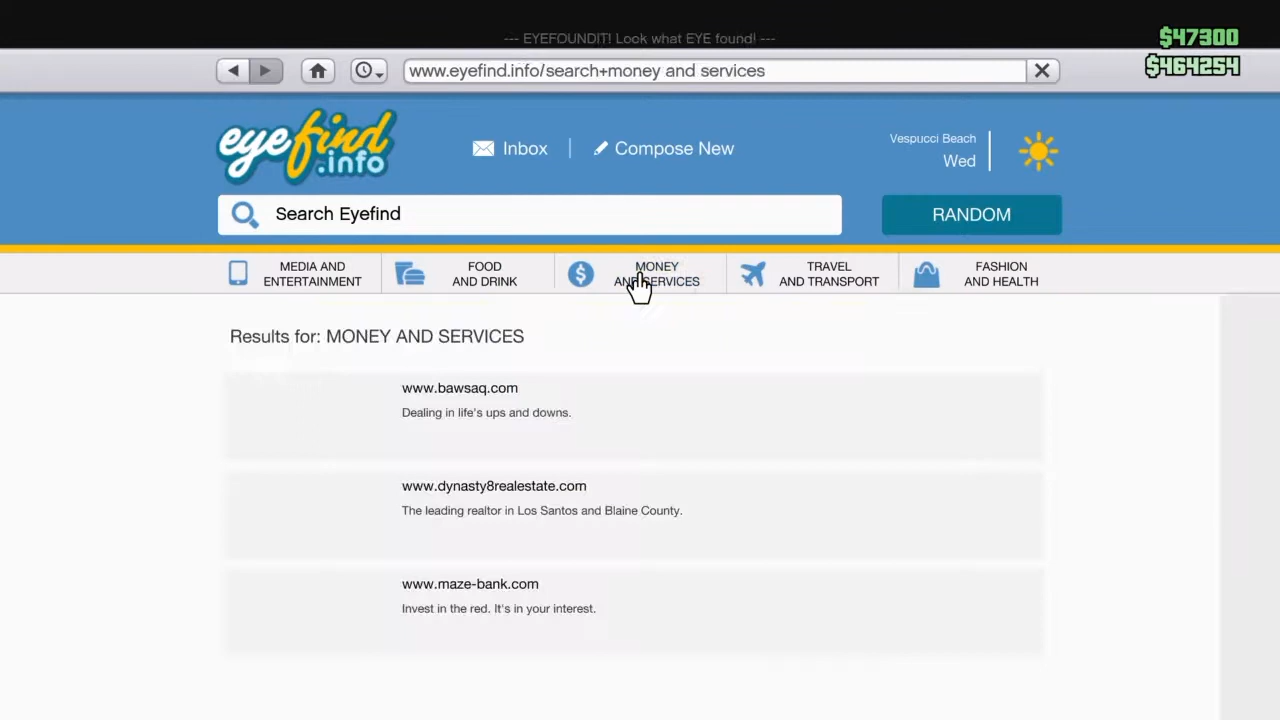 --- EYEFOUNDIT! Look what EYE found! ---
$47300
$464254
www.eyefind.info/search+money and services
eyefind
.info
Inbox
Compose New
Vespucci Beach
Wed
Search Eyefind
RANDOM
MEDIA AND
ENTERTAINMENT
FOOD
AND DRINK
MONEY
AND SERVICES
TRAVEL
AND TRANSPORT
FASHION
AND HEALTH
Results for: MONEY AND SERVICES
www.bawsaq.com
Dealing in life's ups and downs.
www.dynasty8realestate.com
The leading realtor in Los Santos and Blaine County.
www.maze-bank.com
Invest in the red. It's in your interest.